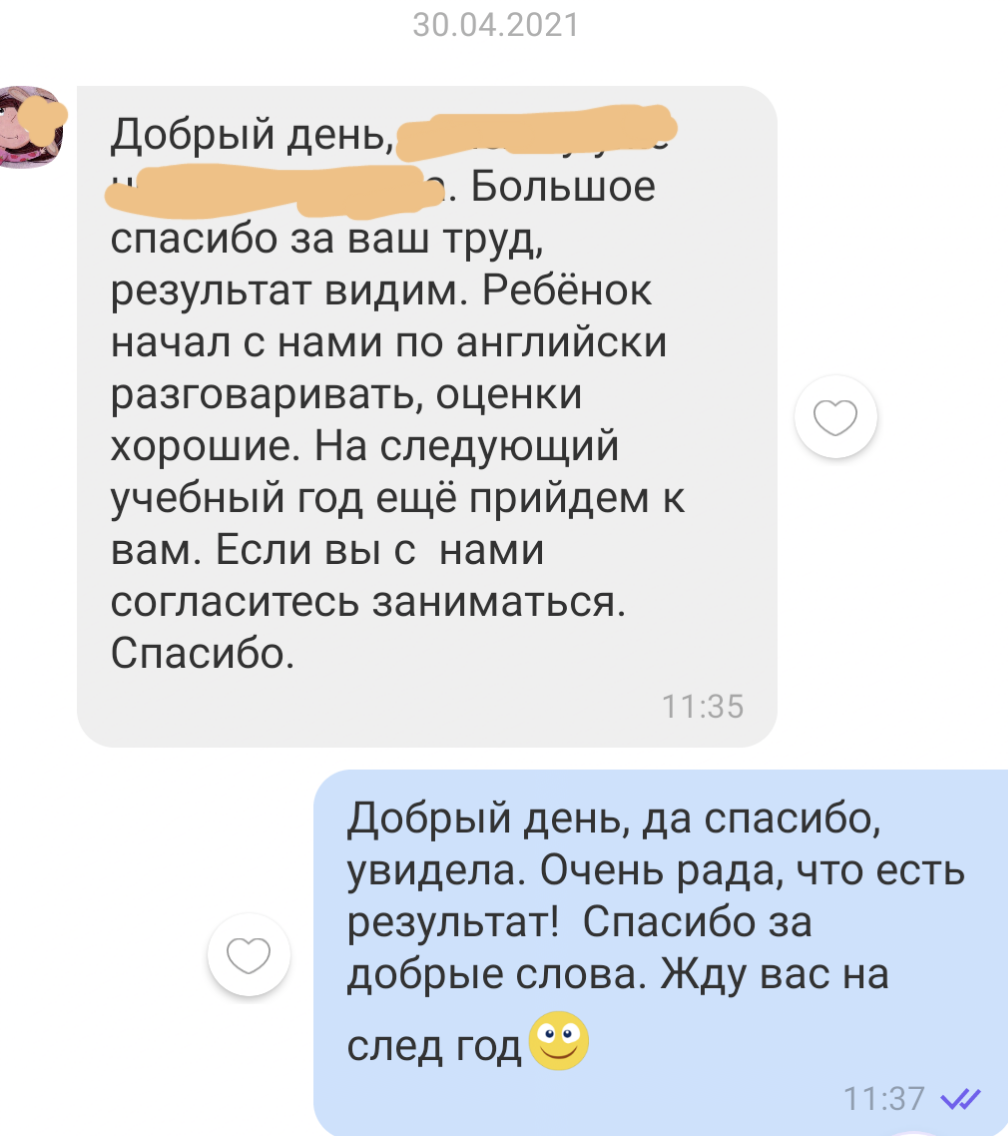 30.04.2021
Добрый день,
. Большое
спасибо за ваш труд,
результат видим. Ребёнок
начал с нами по английски
разговаривать, оценки
хорошие. На следующий
учебный год ещё прийдем к
вам. Если вы с  нами
согласитесь заниматься.
Спасибо.
11:35
Добрый день, да спасибо,
увидела. Очень рада, что есть
результат!  Спасибо за
добрые слова. Жду вас на
след год
11:37